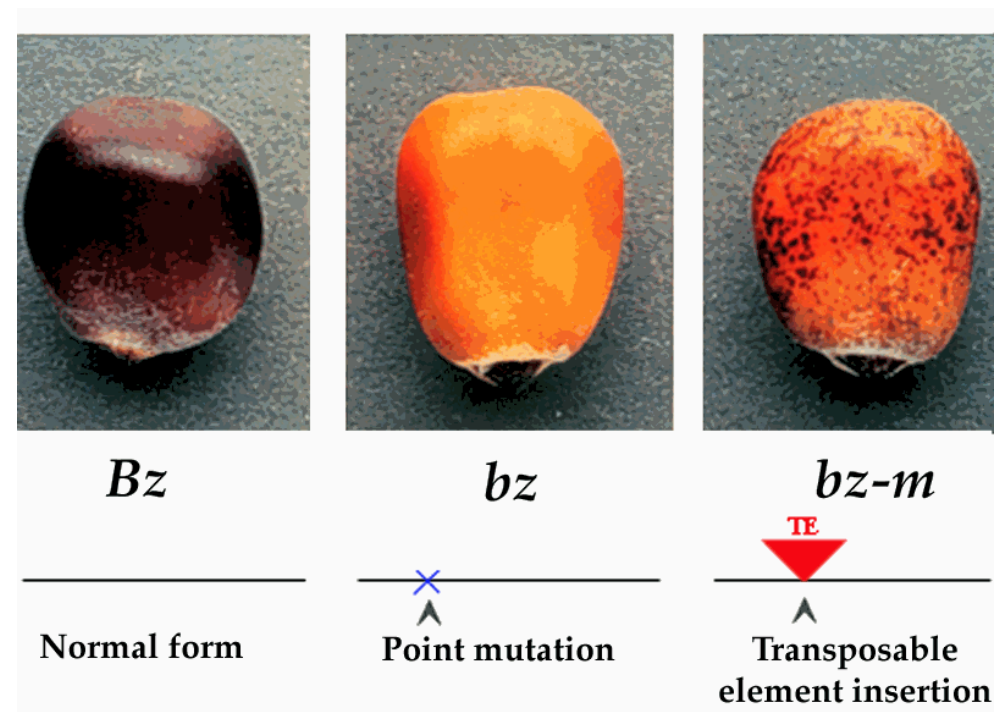 Bz
bz
bz-m
TE
Normal form
Point mutation
Transposable
element insertion